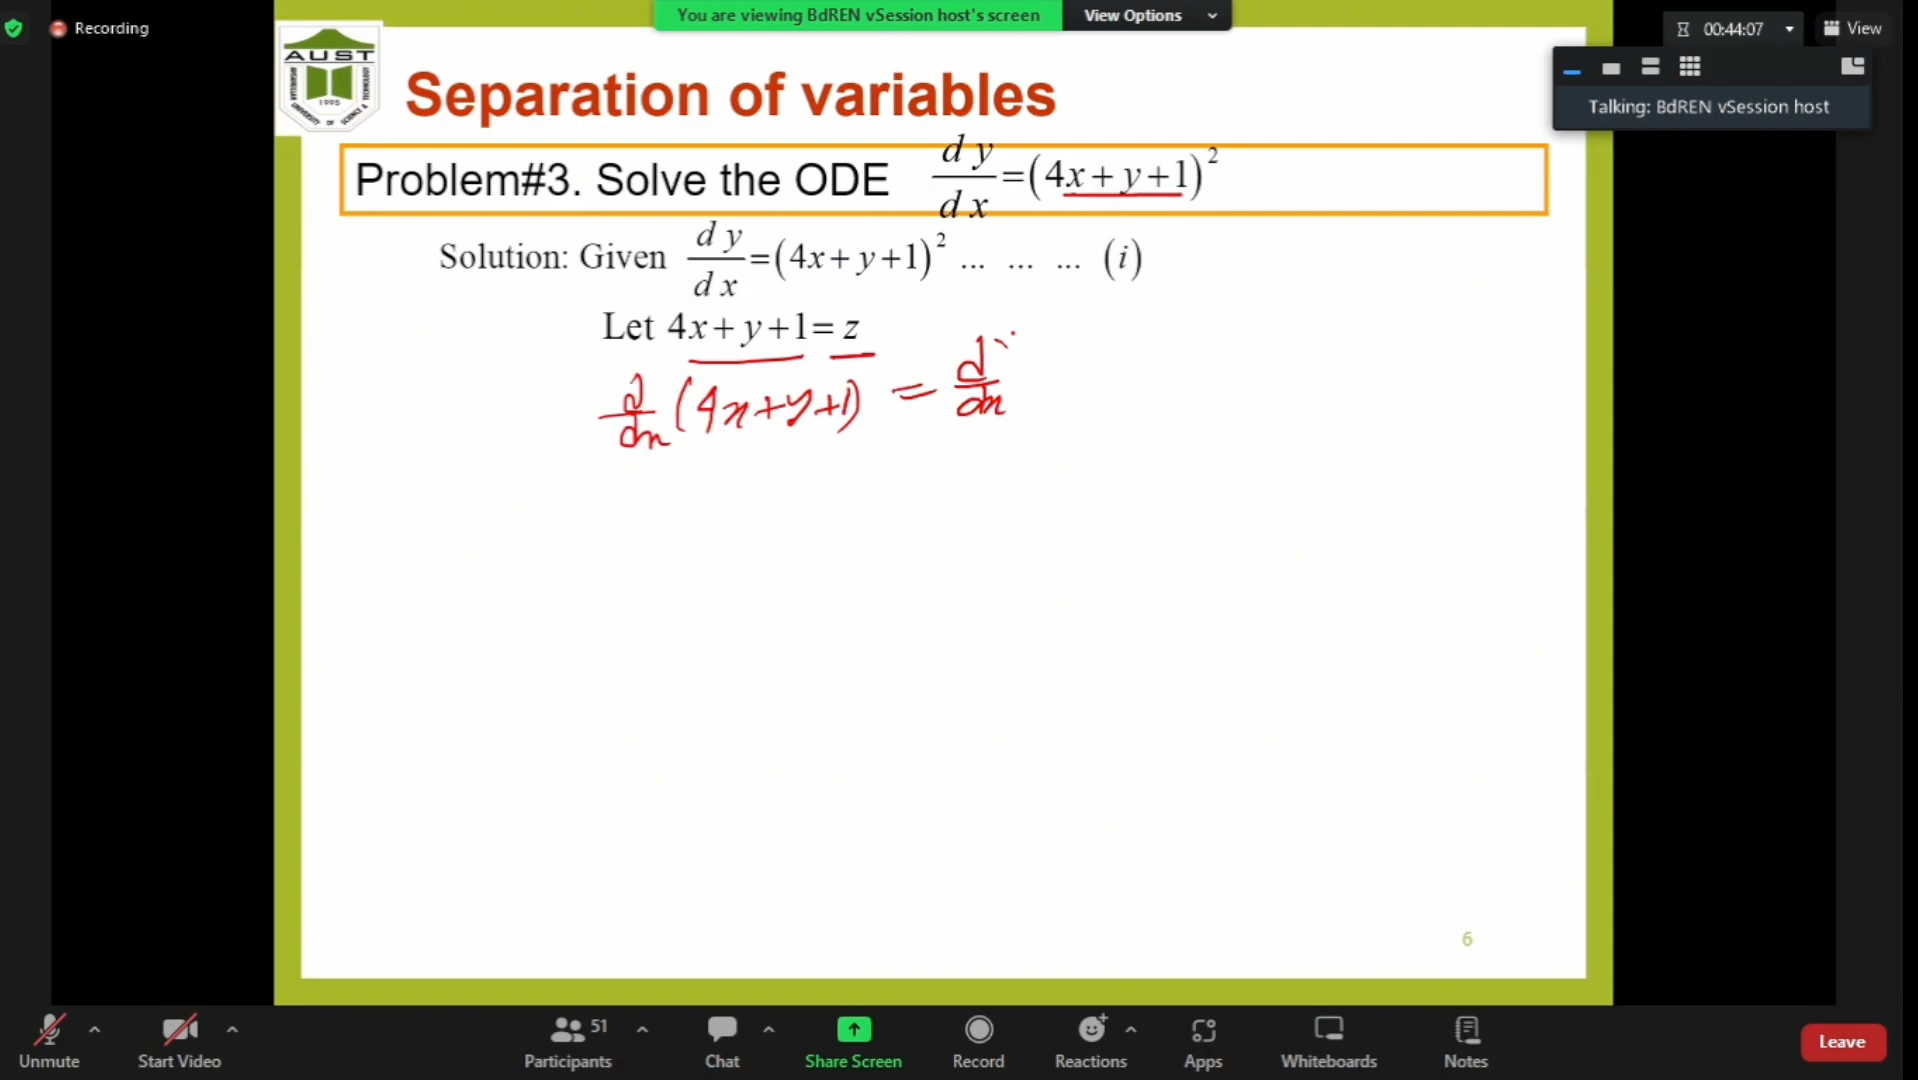 Recording
You are viewing BdREN vSession host's screen
View Options
00:44:07
View
Talking: BdREN vSession host
AUST
1995
Separation of variables
Problem#3. Solve the ODE dy/dx=(4x+y+1)²
Solution: Given dy/dx=(4x+y+1)² ... ... ... (i)
Let 4x+y+1=z
d/dx (4x+y+1) = d/dx
6
Unmute
Start Video
51
Participants
Chat
Share Screen
Record
Reactions
Apps
Whiteboards
Notes
Leave